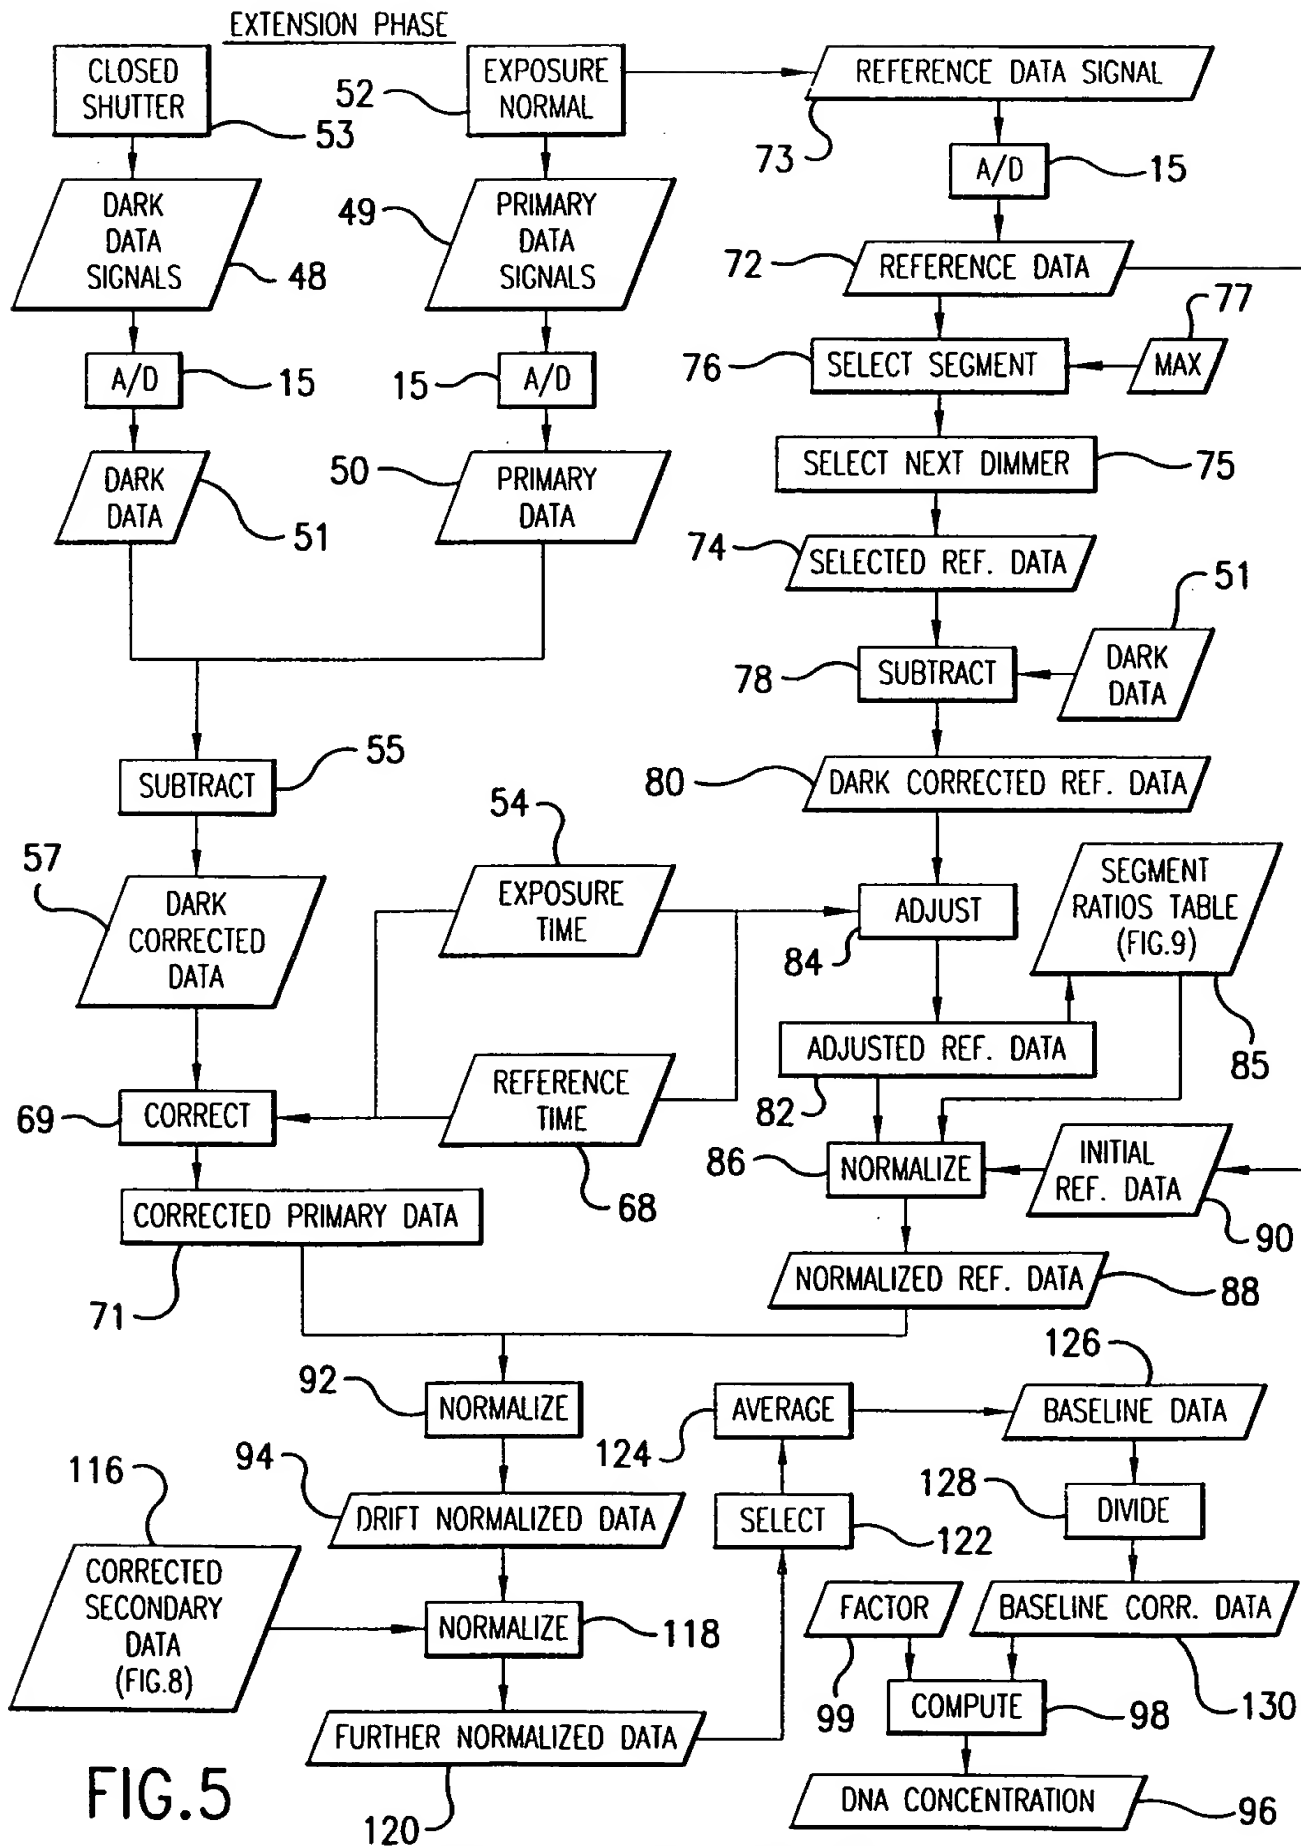 EXTENSION PHASE
CLOSED
SHUTTER
53
52
EXPOSURE
NORMAL
REFERENCE DATA SIGNAL
73
A/D
15
DARK
DATA
SIGNALS
48
49
PRIMARY
DATA
SIGNALS
72
REFERENCE DATA
77
A/D
15
15
A/D
76
SELECT SEGMENT
MAX
DARK
DATA
51
50
PRIMARY
DATA
SELECT NEXT DIMMER
75
74
SELECTED REF. DATA
51
78
SUBTRACT
DARK
DATA
55
SUBTRACT
80
DARK CORRECTED REF. DATA
57
DARK
CORRECTED
DATA
54
EXPOSURE
TIME
ADJUST
84
SEGMENT
RATIOS TABLE
(FIG.9)
85
ADJUSTED REF. DATA
82
69
CORRECT
REFERENCE
TIME
68
86
NORMALIZE
INITIAL
REF. DATA
90
CORRECTED PRIMARY DATA
71
NORMALIZED REF. DATA
88
92
NORMALIZE
AVERAGE
124
126
BASELINE DATA
94
DRIFT NORMALIZED DATA
SELECT
122
128
DIVIDE
116
CORRECTED
SECONDARY
DATA
(FIG.8)
NORMALIZE
118
FACTOR
99
BASELINE CORR. DATA
130
FURTHER NORMALIZED DATA
120
COMPUTE
98
DNA CONCENTRATION
96
FIG.5